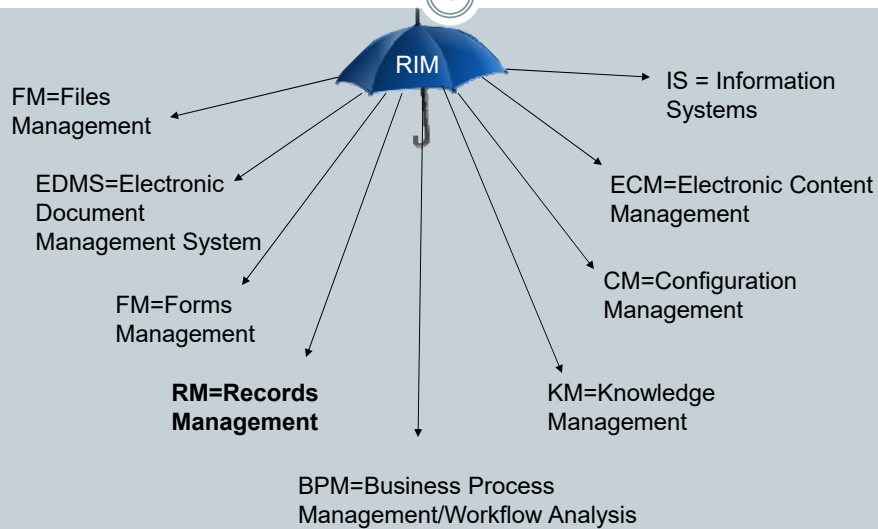 RIM
FM=Files
Management
IS = Information
Systems
EDMS=Electronic
Document
Management System
ECM=Electronic Content
Management
FM=Forms
Management
CM=Configuration
Management
RM=Records
Management
KM=Knowledge
Management
BPM=Business Process
Management/Workflow Analysis